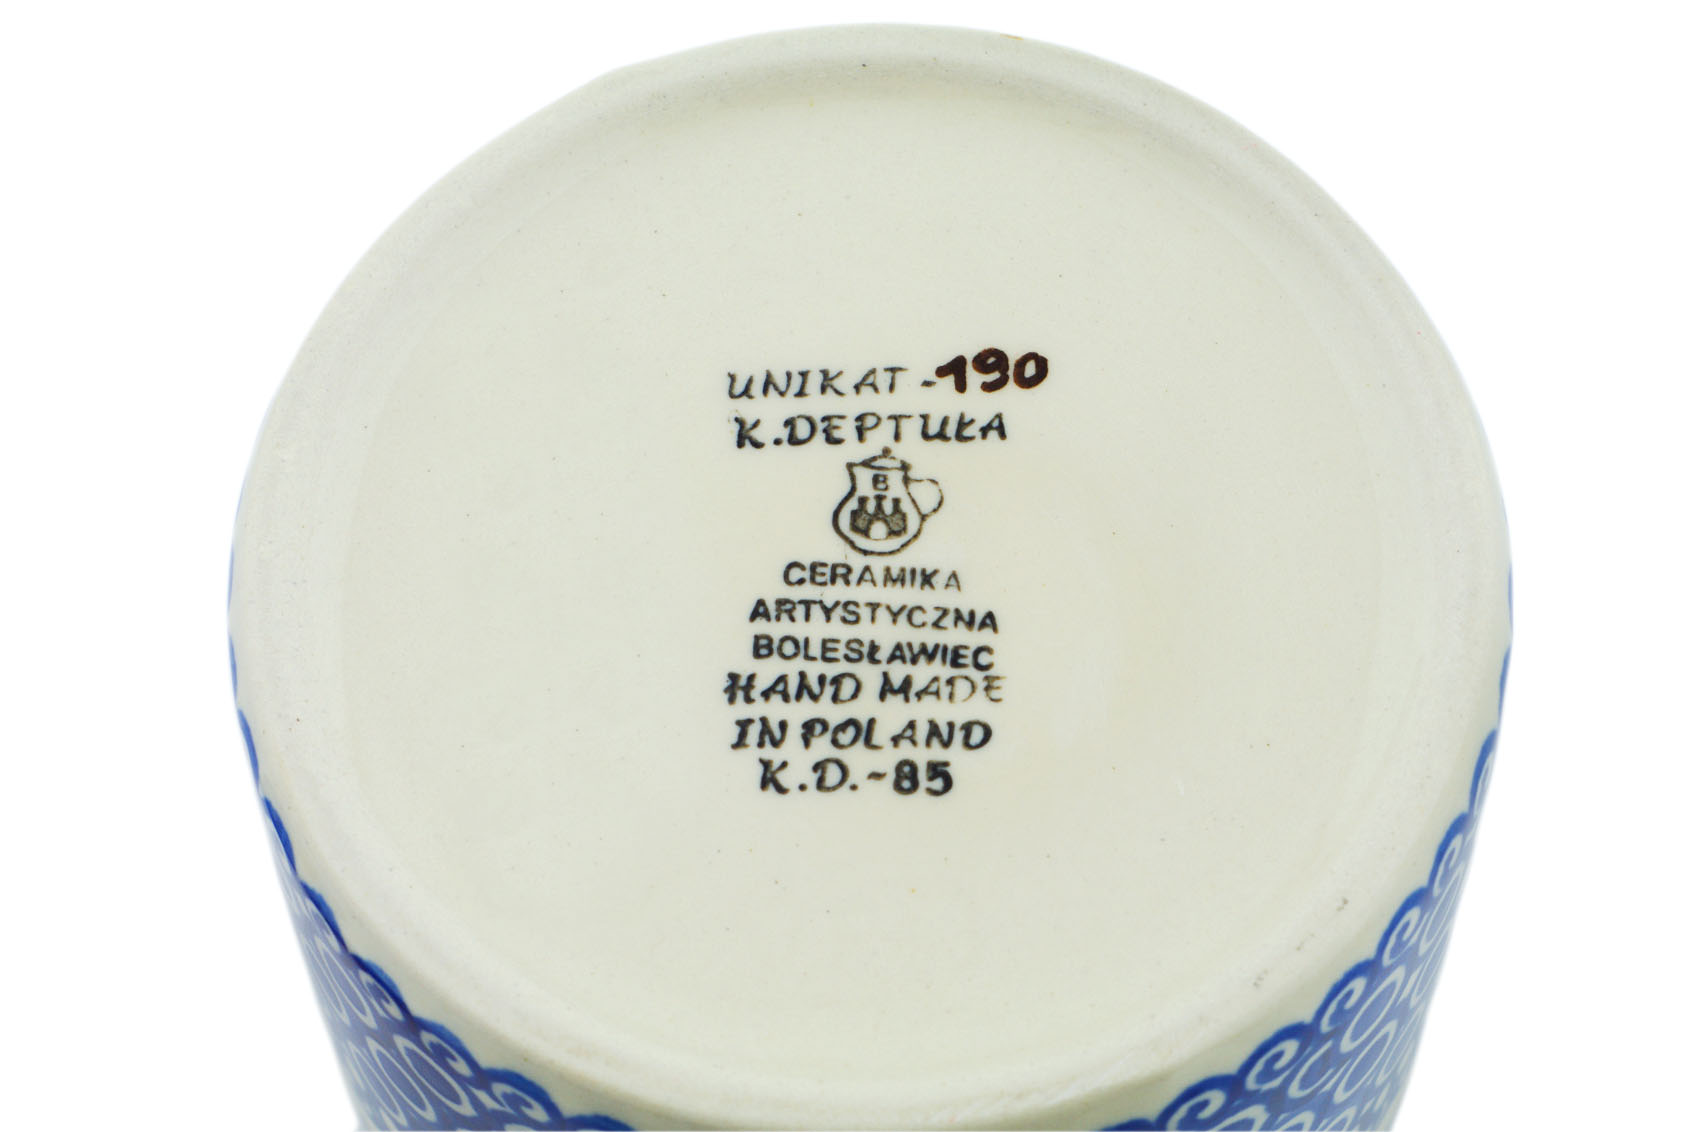 UNIKAT -190
K.DEPTUŁA
B
CERAMIKA
ARTYSTYCZNA
BOLESŁAWIEC
HAND MADE
IN POLAND
K.D.-85